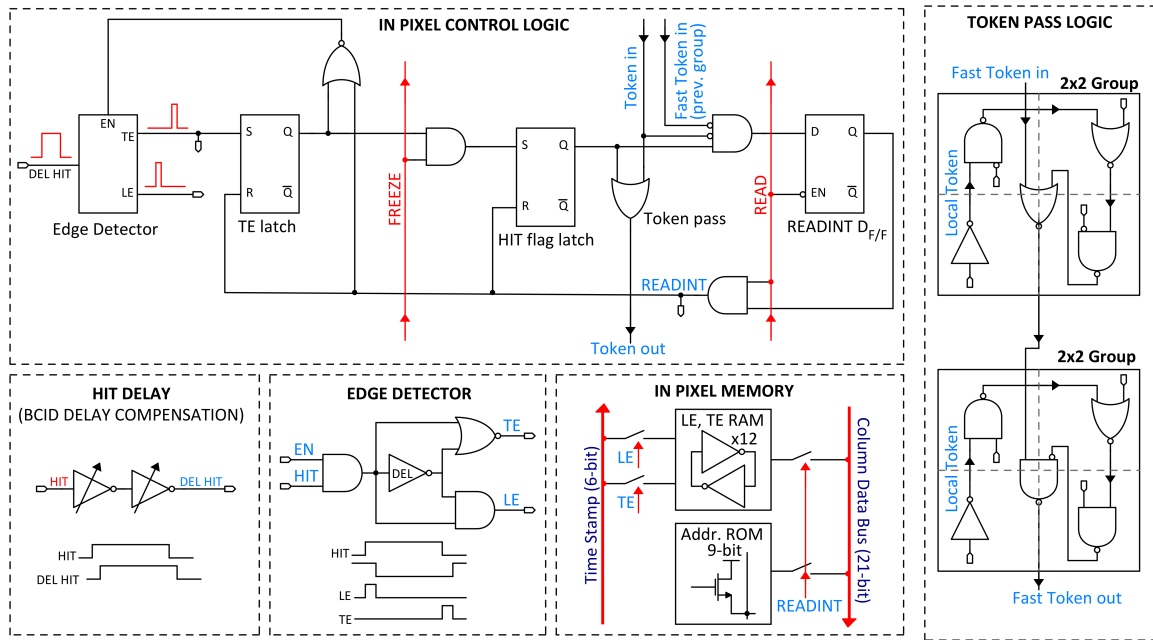 IN PIXEL CONTROL LOGIC
EN
TE
LE
DEL HIT
Edge Detector
S
Q
R
Q
TE latch
FREEZE
S
Q
R
Q
HIT flag latch
Token in
Fast Token in
(prev. group)
Token pass
READ
D
Q
EN
Q
READINT DF/F
READINT
Token out
TOKEN PASS LOGIC
Fast Token in
2x2 Group
Local Token
2x2 Group
Local Token
Fast Token out
HIT DELAY
(BCID DELAY COMPENSATION)
HIT
DEL HIT
HIT
DEL HIT
EDGE DETECTOR
EN
HIT
DEL
TE
LE
HIT
LE
TE
IN PIXEL MEMORY
Time Stamp (6-bit)
LE
TE
LE, TE RAM
x12
Addr. ROM
9-bit
READINT
Column Data Bus (21-bit)